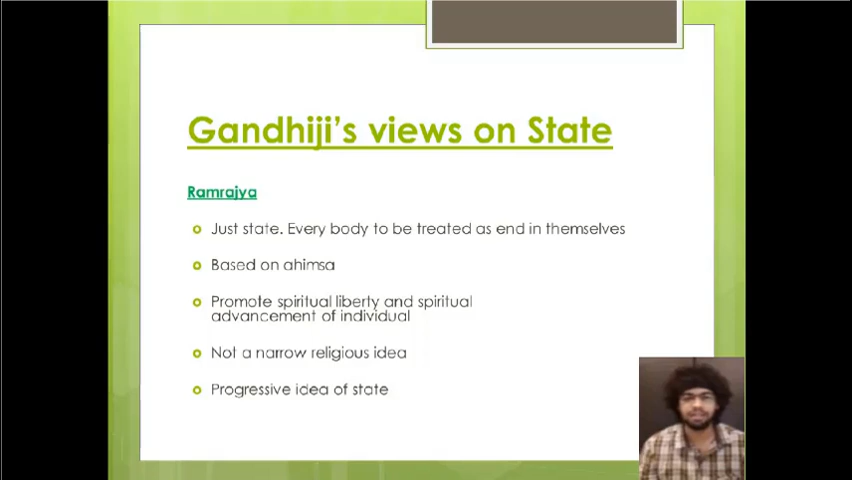 Gandhiji's views on State
Ramrajya
Just state. Every body to be treated as end in themselves
Based on ahimsa
Promote spiritual liberty and spiritual
advancement of individual
Not a narrow religious idea
Progressive idea of state